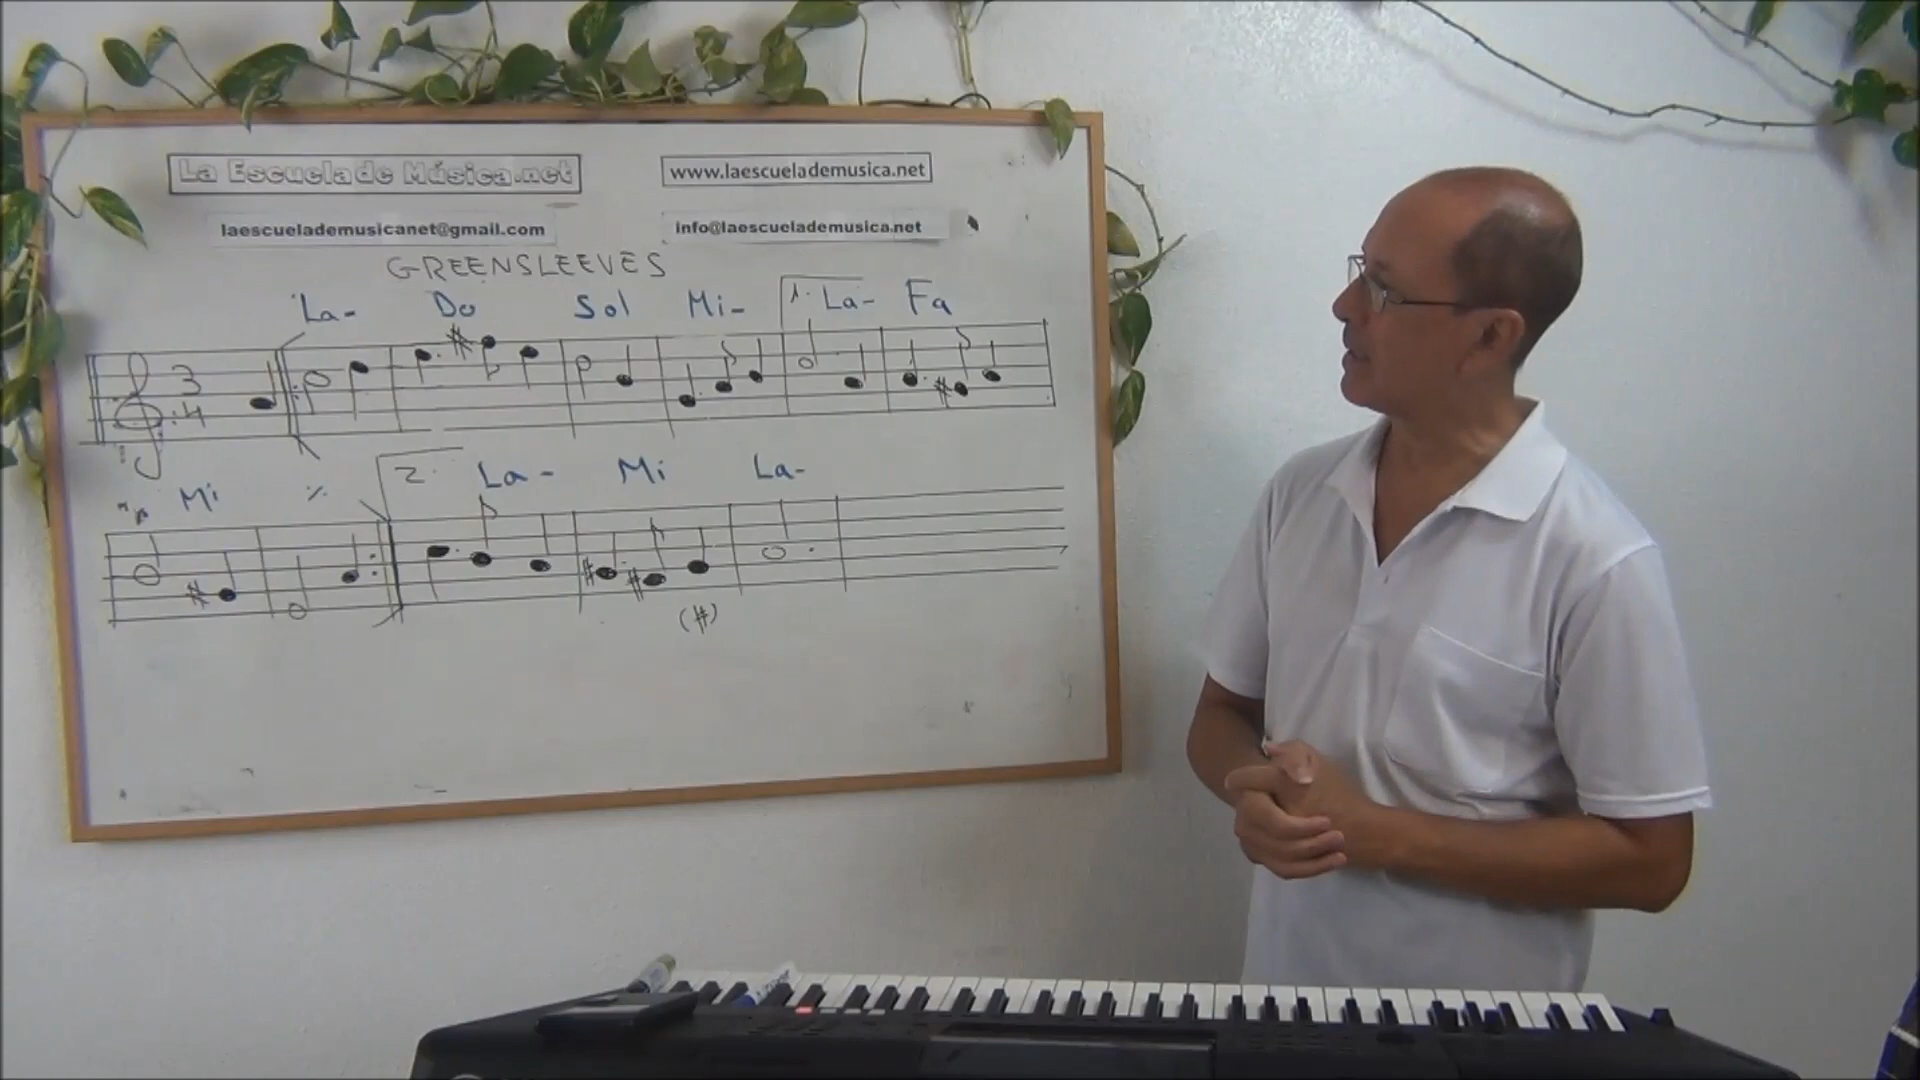 La Escuela de Música.net
www.laescuelademusica.net
laescuelademusicanet@gmail.com
info@laescuelademusica.net
GREENSLEEVES
La- Do Sol Mi- 1. La- Fa
3
4
Mi 2. La- Mi La-
(#)